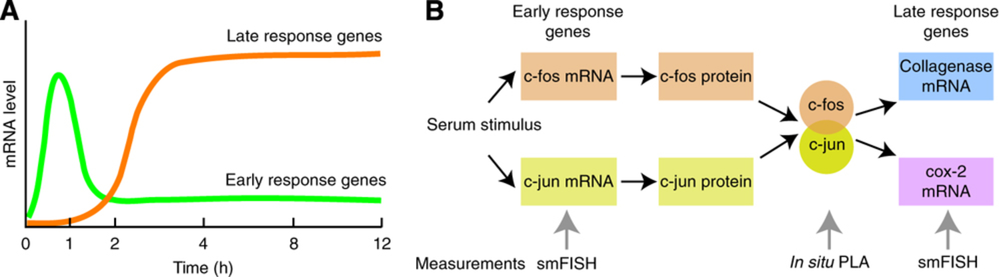 A
mRNA level
Late response genes
Early response genes
0 1 2 4 8 12
Time (h)
B
Early response
genes
Late response
genes
c-fos mRNA
c-fos protein
Collagenase
mRNA
c-fos
Serum stimulus
c-jun
c-jun mRNA
c-jun protein
cox-2
mRNA
Measurements smFISH In situ PLA smFISH